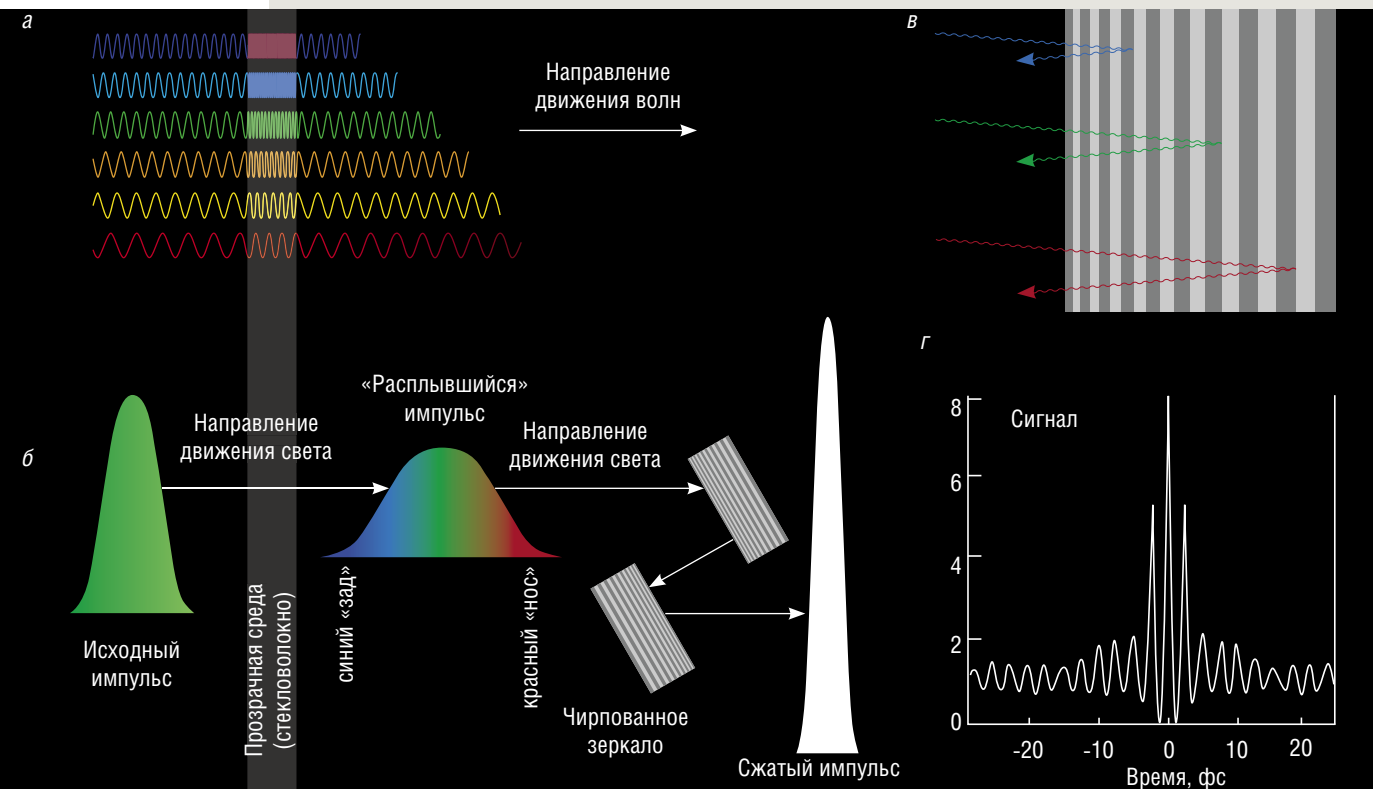 а
Направление
движения волн
в
б
Исходный
импульс
Направление
движения света
Прозрачная среда
(стекловолокно)
«Расплывшийся»
импульс
синий «зад»
красный «нос»
Направление
движения света
Чирпованное
зеркало
Сжатый импульс
г
Сигнал
8
6
4
2
0
-20 -10 0 10 20
Время, фс